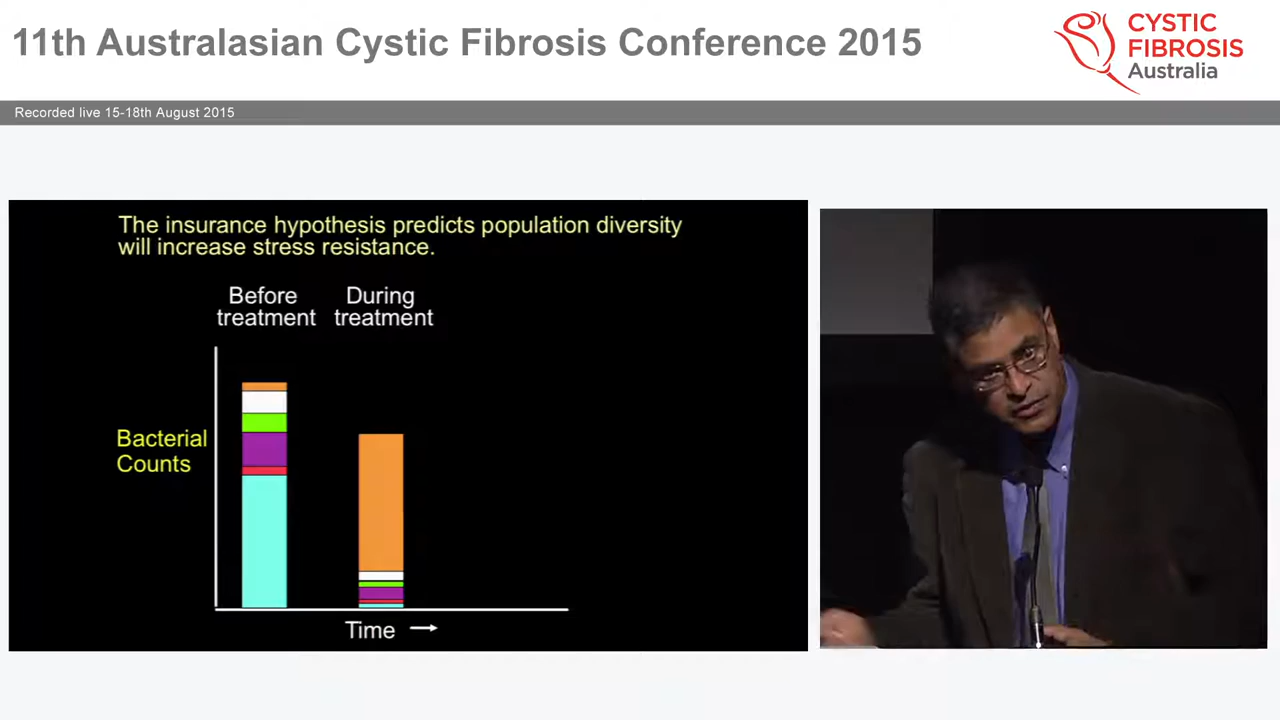 11th Australasian Cystic Fibrosis Conference 2015
CYSTIC
FIBROSIS
Australia
Recorded live 15-18th August 2015
The insurance hypothesis predicts population diversity
will increase stress resistance.
Before
treatment
During
treatment
Bacterial
Counts
Time